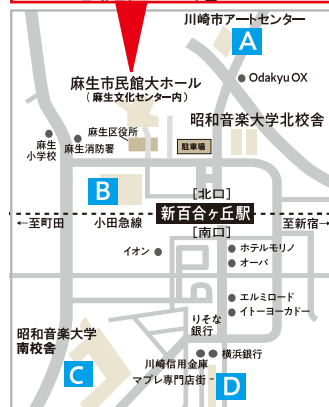 川崎市アートセンター
A
麻生市民館大ホール
（麻生文化センター内）
Odakyu OX
昭和音楽大学北校舎
麻生区役所
麻生
小学校
麻生消防署
駐車場
B
［北口］
新百合ヶ丘駅
←至町田
小田急線
至新宿→
［南口］
イオン
ホテルモリノ
オーパ
エルミロード
イトーヨーカドー
りそな
銀行
昭和音楽大学
南校舎
横浜銀行
川崎信用金庫
マプレ専門店街
C
D